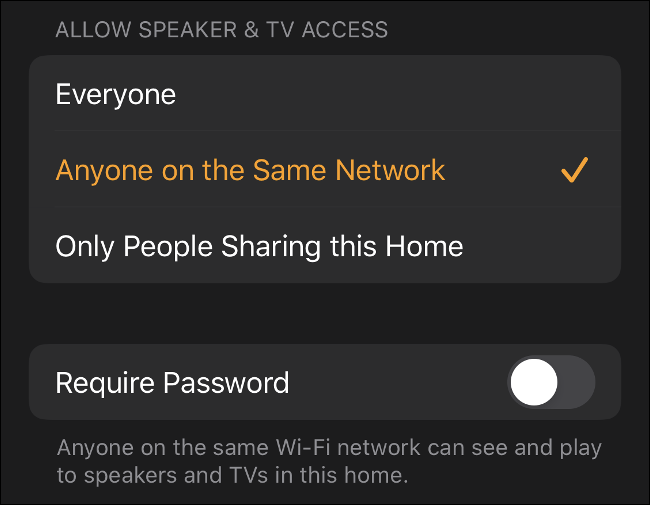 ALLOW SPEAKER & TV ACCESS
Everyone
Anyone on the Same Network
Only People Sharing this Home
Require Password
Anyone on the same Wi-Fi network can see and play
to speakers and TVs in this home.